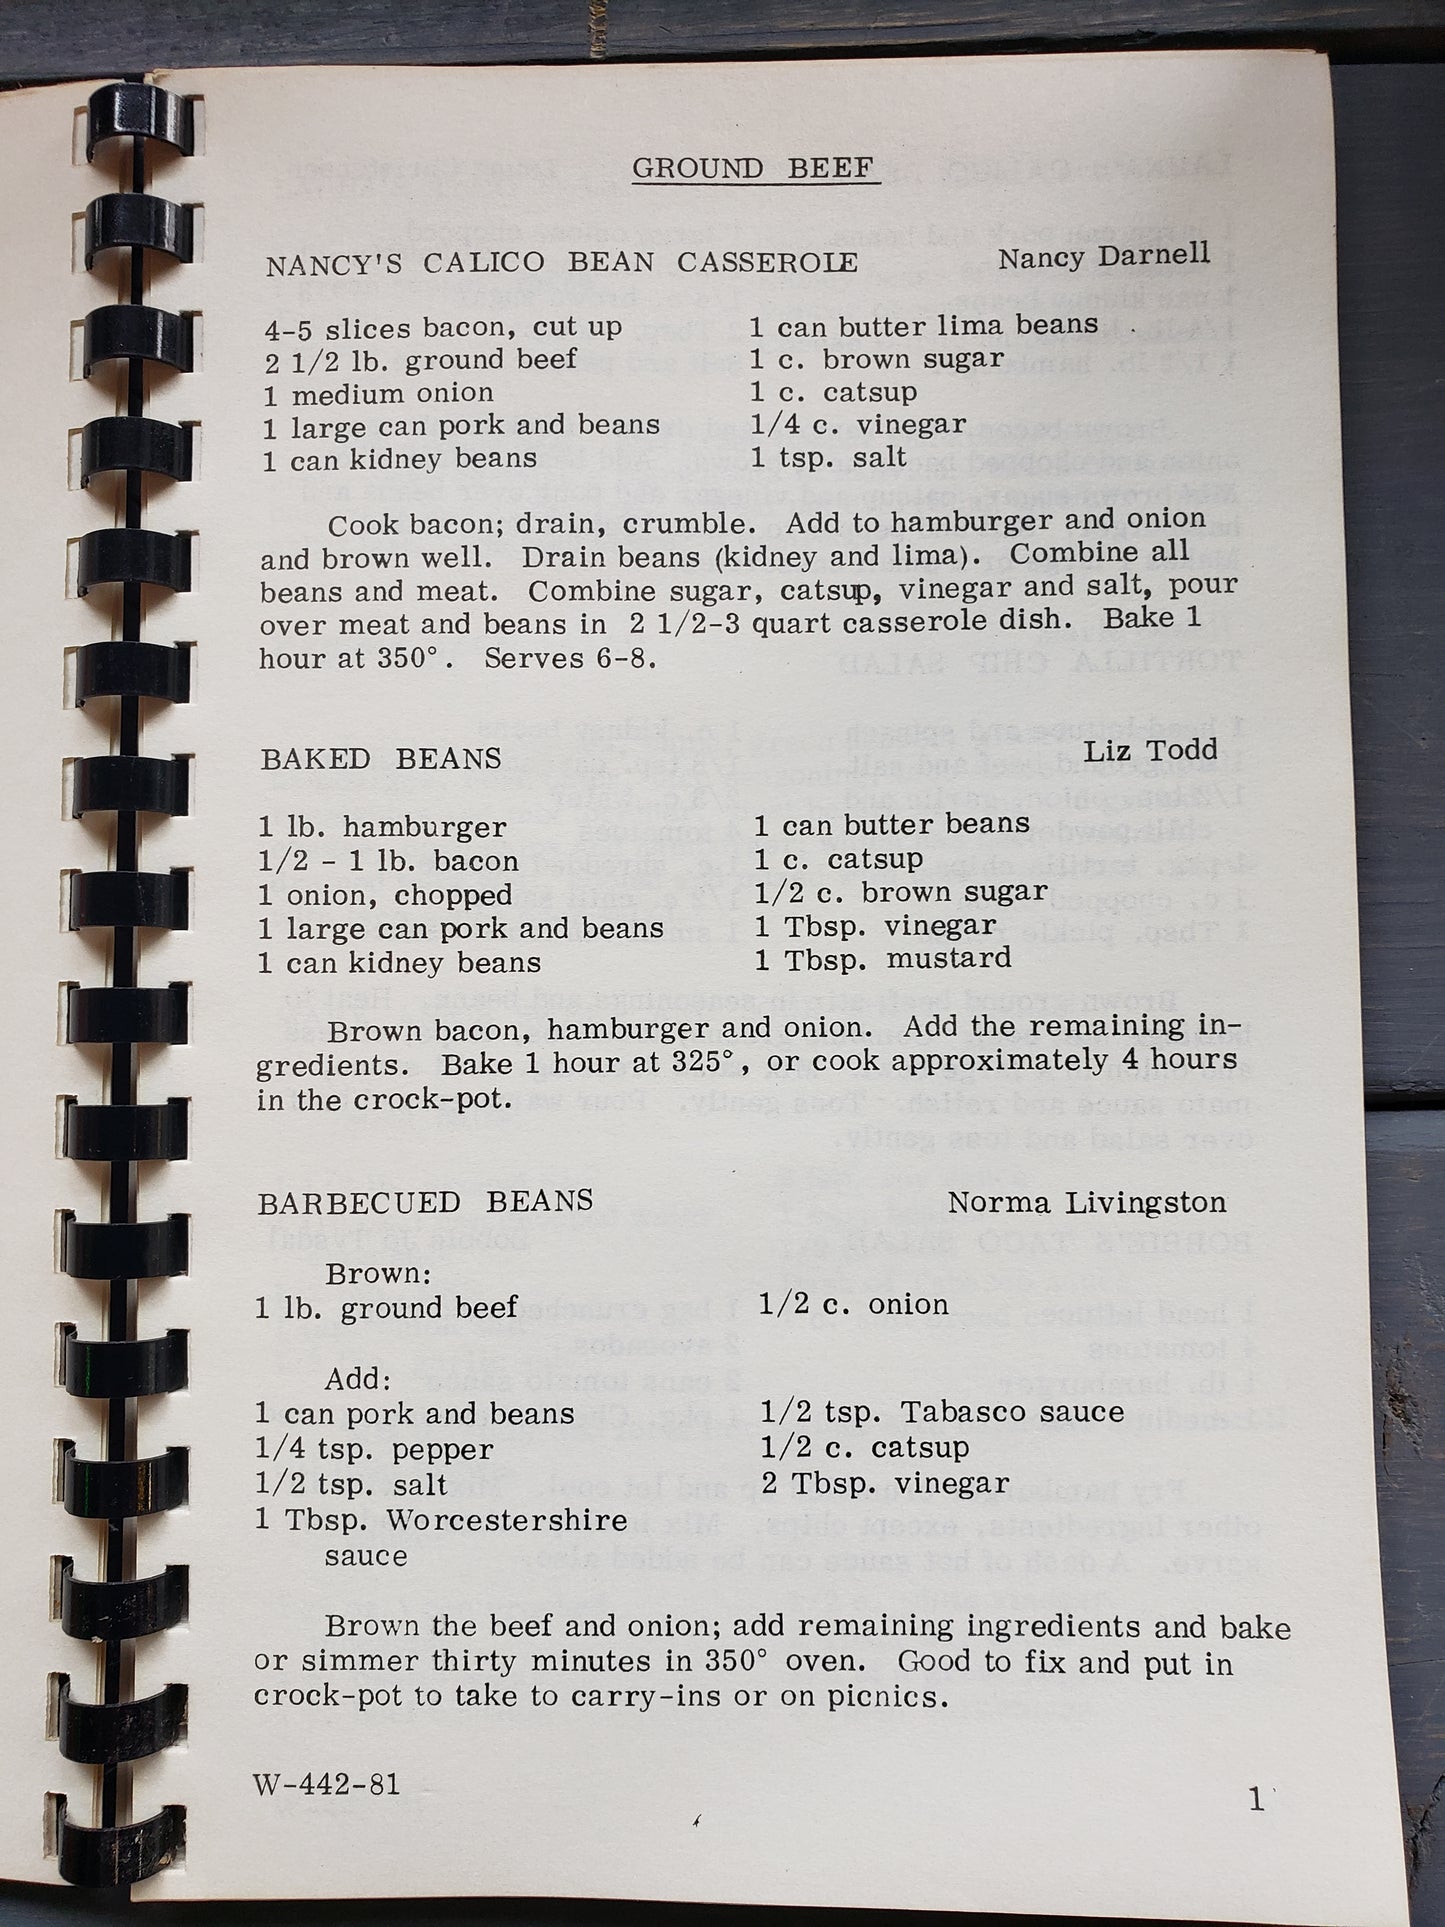 GROUND BEEF
NANCY'S CALICO BEAN CASSEROLE Nancy Darnell
4-5 slices bacon, cut up 1 can butter lima beans
2 1/2 lb. ground beef 1 c. brown sugar
1 medium onion 1 c. catsup
1 large can pork and beans 1/4 c. vinegar
1 can kidney beans 1 tsp. salt
Cook bacon; drain, crumble. Add to hamburger and onion
and brown well. Drain beans (kidney and lima). Combine all
beans and meat. Combine sugar, catsup, vinegar and salt, pour
over meat and beans in 2 1/2-3 quart casserole dish. Bake 1
hour at 350°. Serves 6-8.
BAKED BEANS Liz Todd
1 lb. hamburger 1 can butter beans
1/2 - 1 lb. bacon 1 c. catsup
1 onion, chopped 1/2 c. brown sugar
1 large can pork and beans 1 Tbsp. vinegar
1 can kidney beans 1 Tbsp. mustard
Brown bacon, hamburger and onion. Add the remaining in-
gredients. Bake 1 hour at 325°, or cook approximately 4 hours
in the crock-pot.
BARBECUED BEANS Norma Livingston
Brown:
1 lb. ground beef 1/2 c. onion
Add:
1 can pork and beans 1/2 tsp. Tabasco sauce
1/4 tsp. pepper 1/2 c. catsup
1/2 tsp. salt 2 Tbsp. vinegar
1 Tbsp. Worcestershire
sauce
Brown the beef and onion; add remaining ingredients and bake
or simmer thirty minutes in 350° oven. Good to fix and put in
crock-pot to take to carry-ins or on picnics.
W-442-81 1